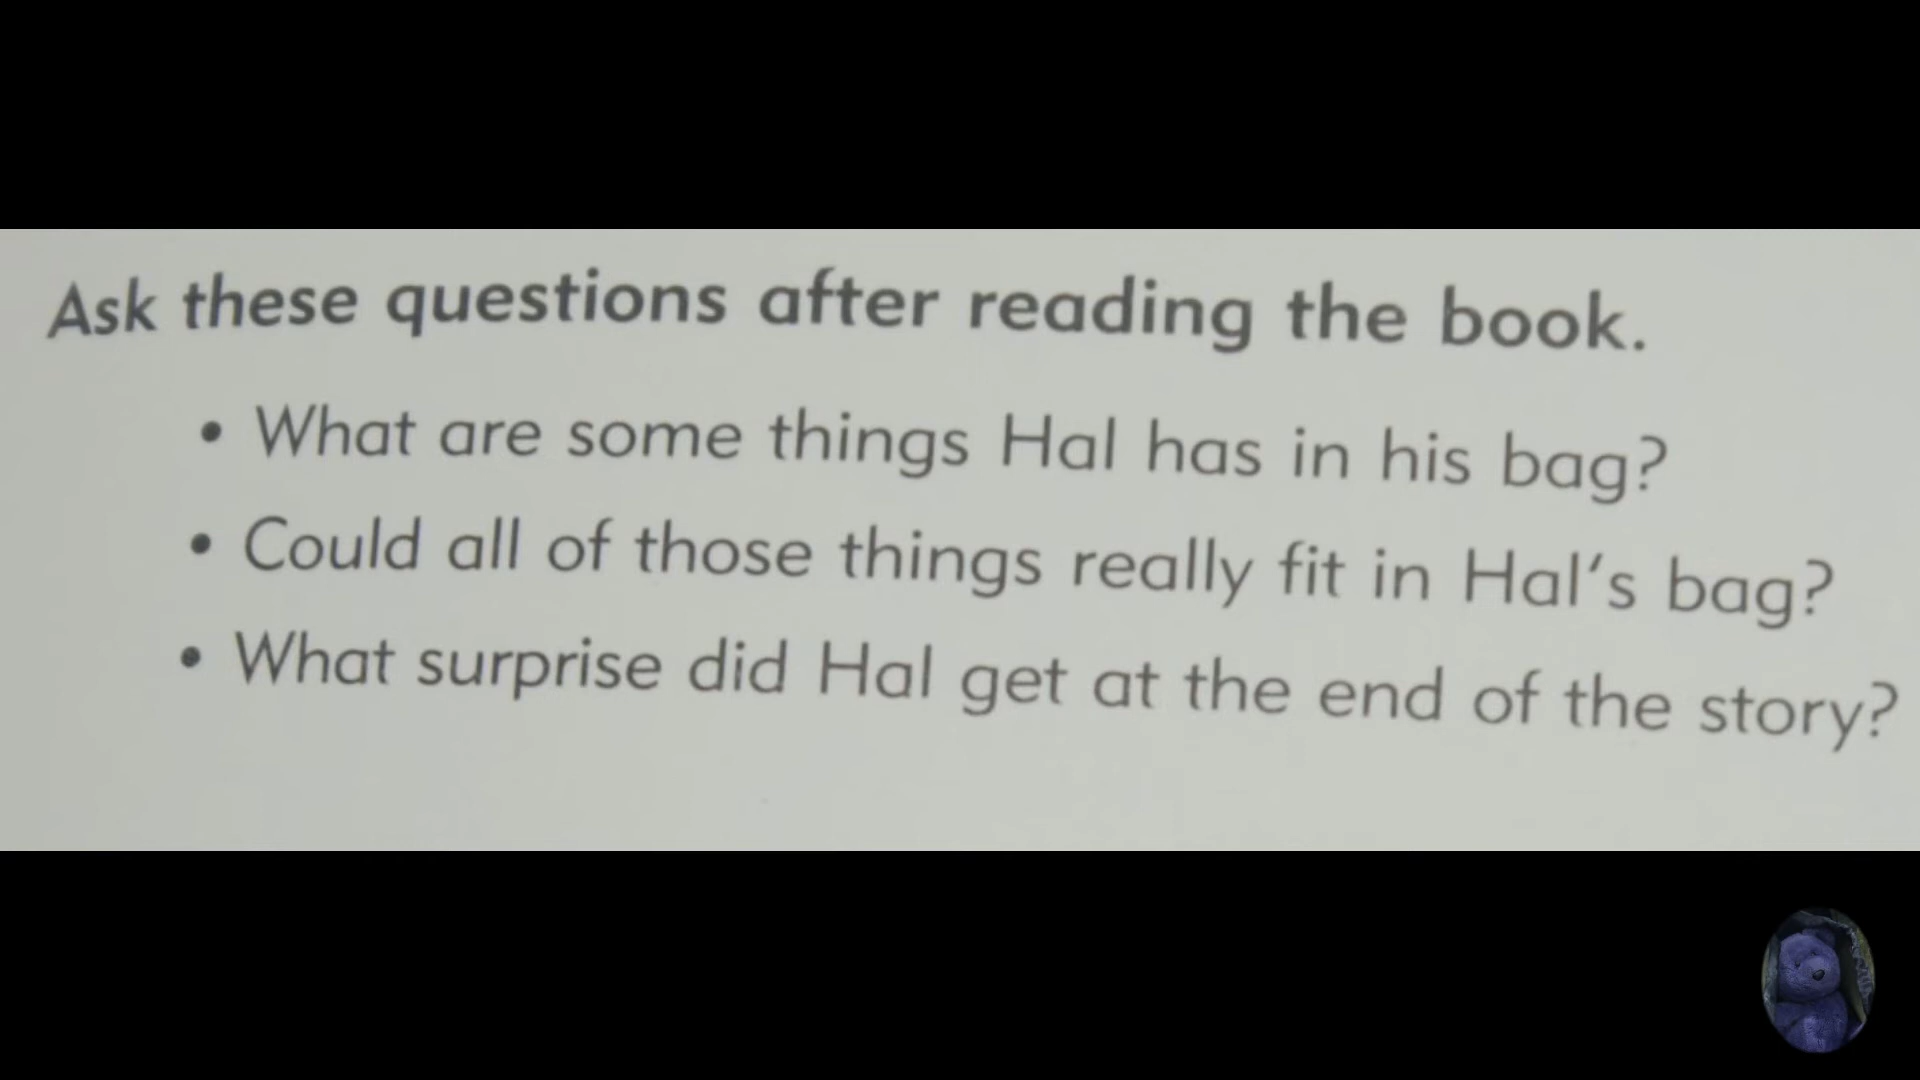 Ask these questions after reading the book.
• What are some things Hal has in his bag?
• Could all of those things really fit in Hal's bag?
• What surprise did Hal get at the end of the story?